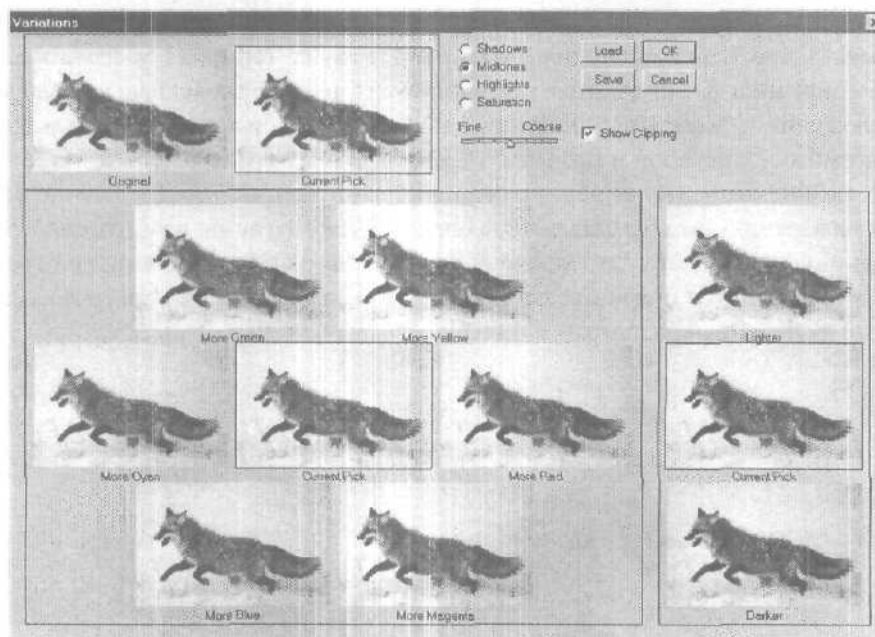 Variations
Shadows
Midtones
Highlights
Saturation
Fine Coarse
Load OK
Save Cancel
Show Clipping
Original Current Pick
More Green More Yellow Lighter
More Cyan Current Pick More Red Current Pick
More Blue More Magenta Darker